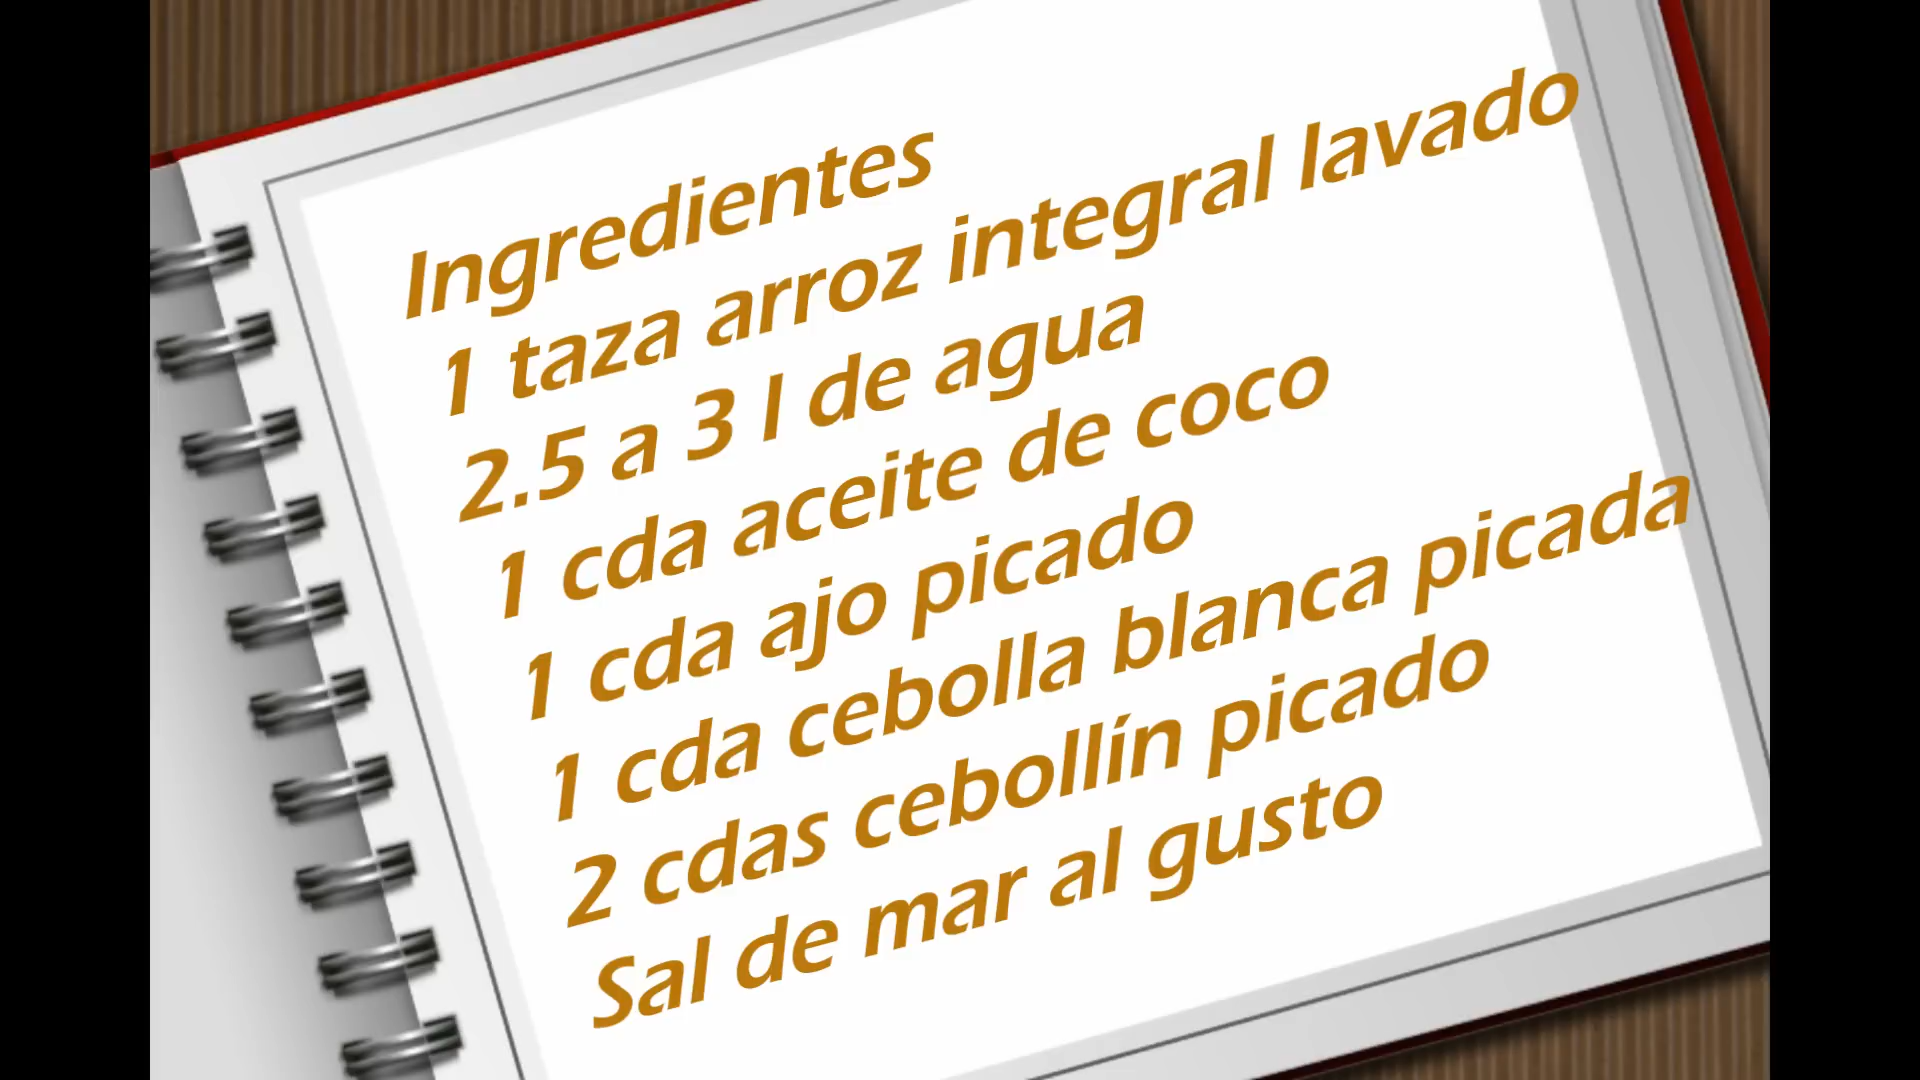 Ingredientes
1 taza arroz integral lavado
2.5 a 3 l de agua
1 cda aceite de coco
1 cda ajo picado
1 cda cebolla blanca picada
2 cdas cebollín picado
Sal de mar al gusto